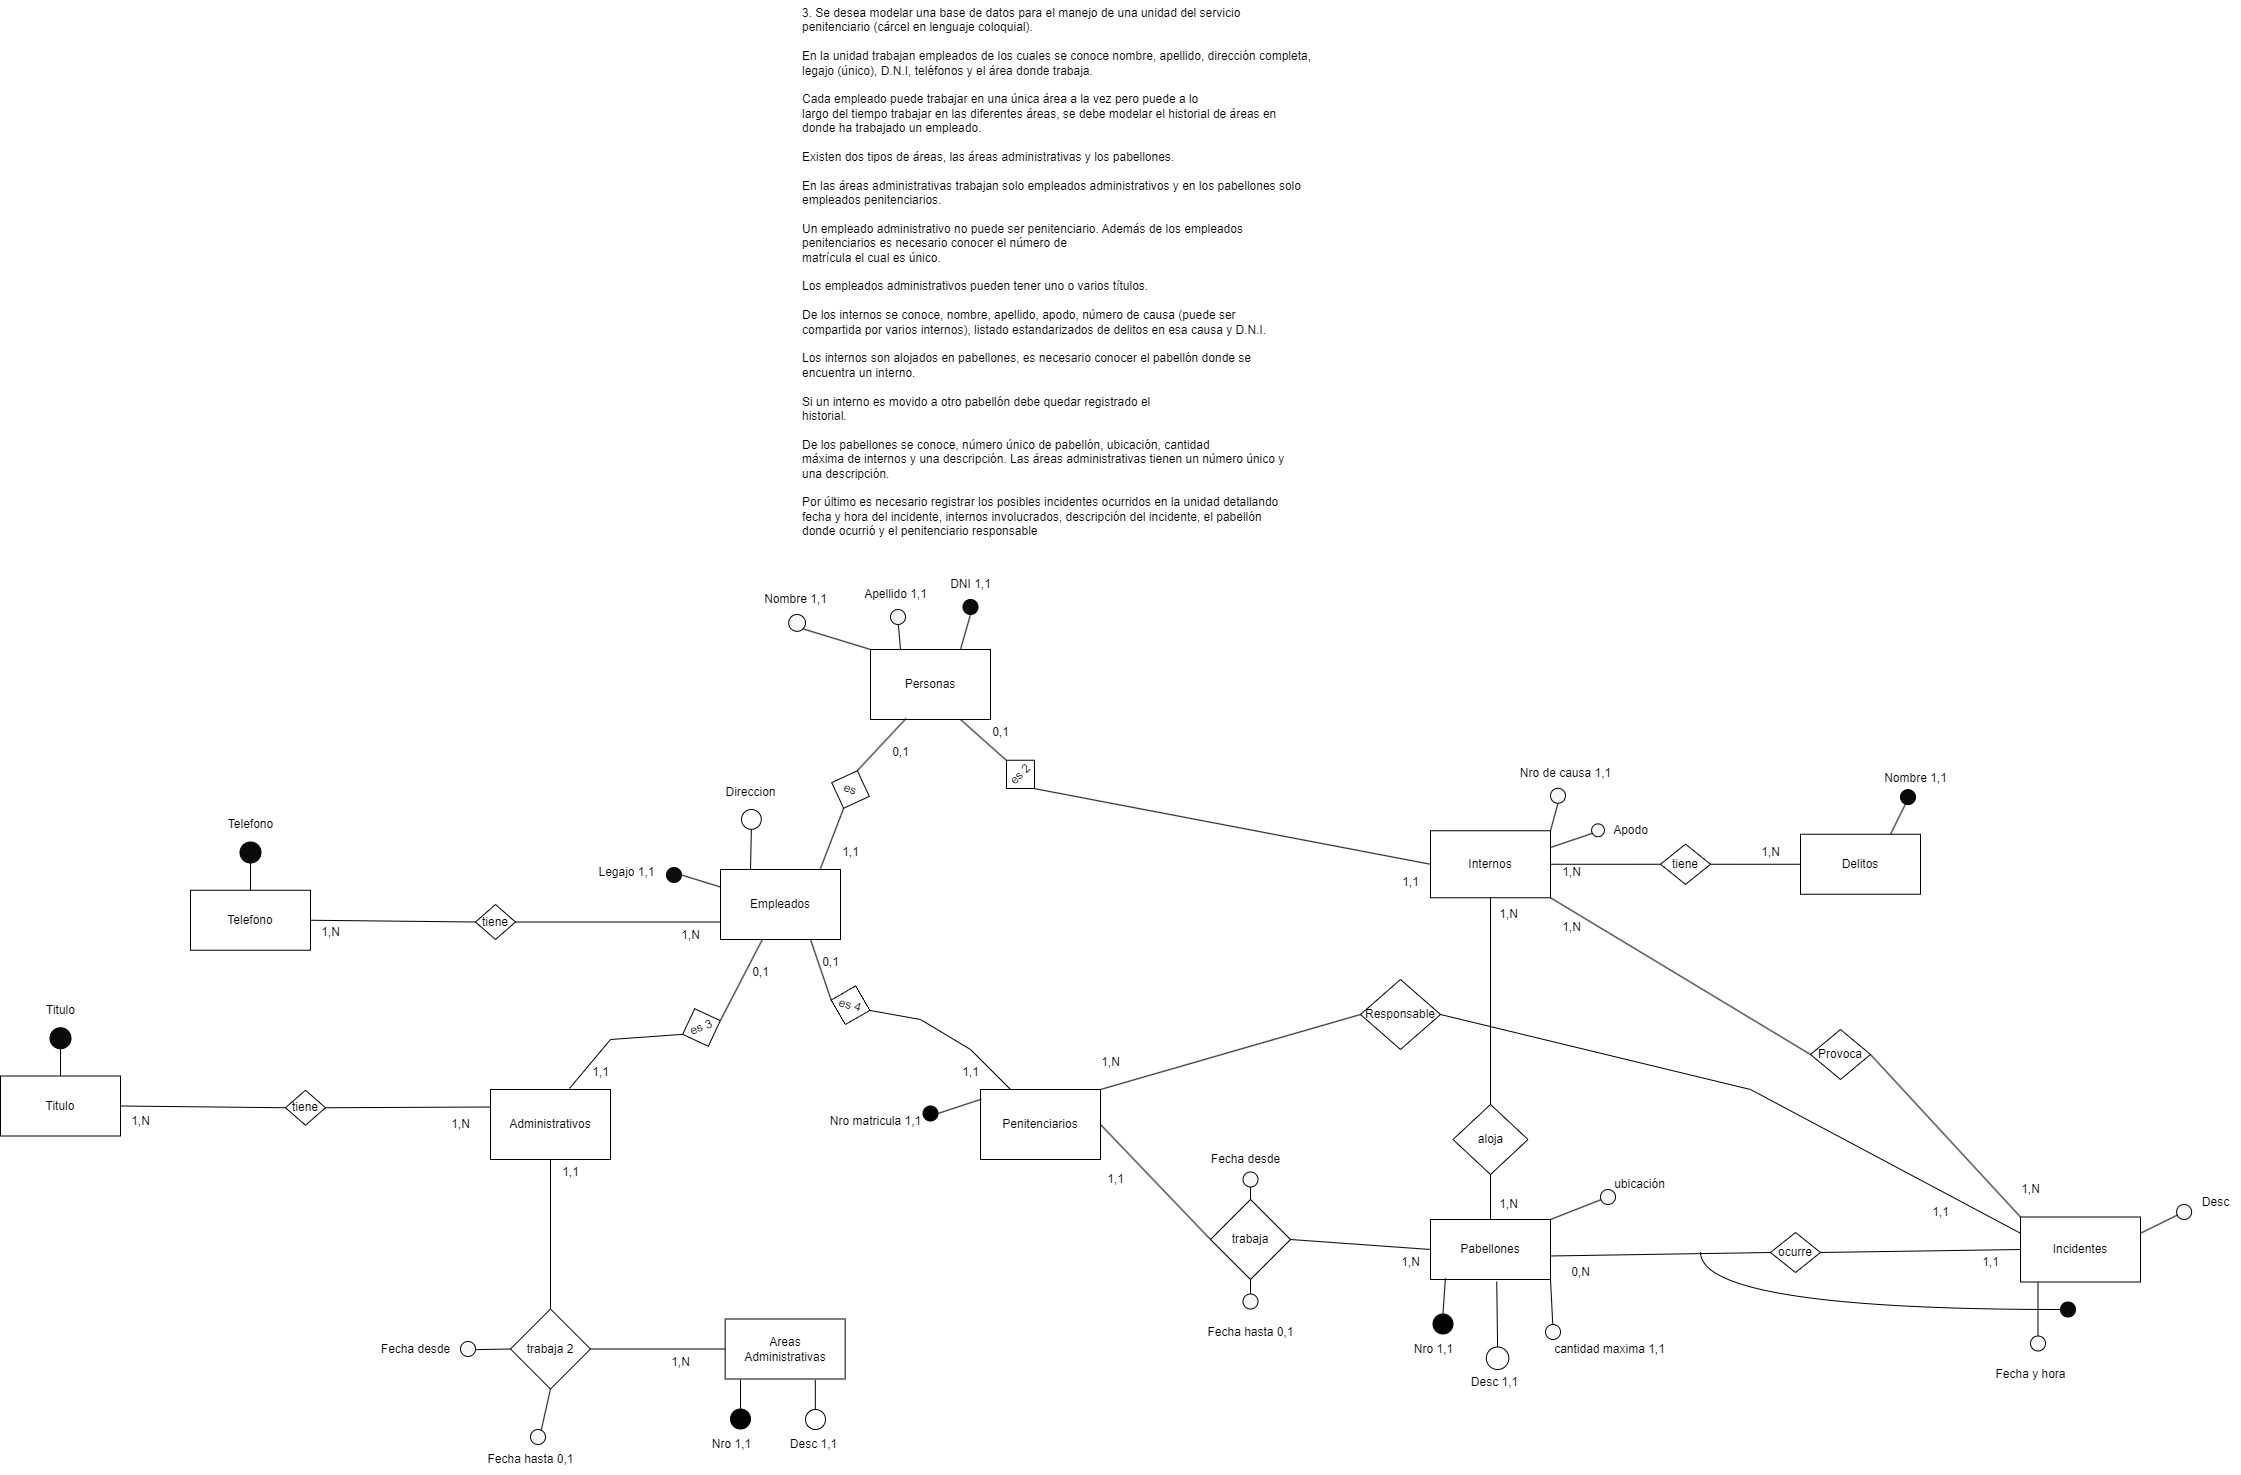 3. Se desea modelar una base de datos para el manejo de una unidad del servicio
penitenciario (cárcel en lenguaje coloquial).
En la unidad trabajan empleados de los cuales se conoce nombre, apellido, dirección completa,
legajo (único), D.N.I, teléfonos y el área donde trabaja.
Cada empleado puede trabajar en una única área a la vez pero puede a lo
largo del tiempo trabajar en las diferentes áreas, se debe modelar el historial de áreas en
donde ha trabajado un empleado.
Existen dos tipos de áreas, las áreas administrativas y los pabellones.
En las áreas administrativas trabajan solo empleados administrativos y en los pabellones solo
empleados penitenciarios.
Un empleado administrativo no puede ser penitenciario. Además de los empleados
penitenciarios es necesario conocer el número de
matrícula el cual es único.
Los empleados administrativos pueden tener uno o varios títulos.
De los internos se conoce, nombre, apellido, apodo, número de causa (puede ser
compartida por varios internos), listado estandarizados de delitos en esa causa y D.N.I.
Los internos son alojados en pabellones, es necesario conocer el pabellón donde se
encuentra un interno.
Si un interno es movido a otro pabellón debe quedar registrado el
historial.
De los pabellones se conoce, número único de pabellón, ubicación, cantidad
máxima de internos y una descripción. Las áreas administrativas tienen un número único y
una descripción.
Por último es necesario registrar los posibles incidentes ocurridos en la unidad detallando
fecha y hora del incidente, internos involucrados, descripción del incidente, el pabellón
donde ocurrió y el penitenciario responsable
DNI 1,1
Apellido 1,1
Nombre 1,1
Personas
0,1
0,1
es 2
es
Nro de causa 1,1
Nombre 1,1
Direccion
Telefono
Apodo
1,1
1,N
Internos
tiene
Delitos
Legajo 1,1
1,N
1,1
Empleados
Telefono
tiene
1,N
1,N
1,N
1,N
0,1
0,1
es 4
Titulo
Responsable
es 3
Provoca
1,N
1,1
1,1
Titulo
tiene
1,N
1,N
Administrativos
Nro matricula 1,1
Penitenciarios
aloja
Fecha desde
1,1
1,1
ubicación
1,N
1,N
Desc
1,1
trabaja
Pabellones
ocurre
Incidentes
1,N
0,N
1,1
Fecha hasta 0,1
Nro 1,1
cantidad maxima 1,1
Desc 1,1
Fecha y hora
Fecha desde
trabaja 2
Areas
Administrativas
1,N
Nro 1,1
Desc 1,1
Fecha hasta 0,1